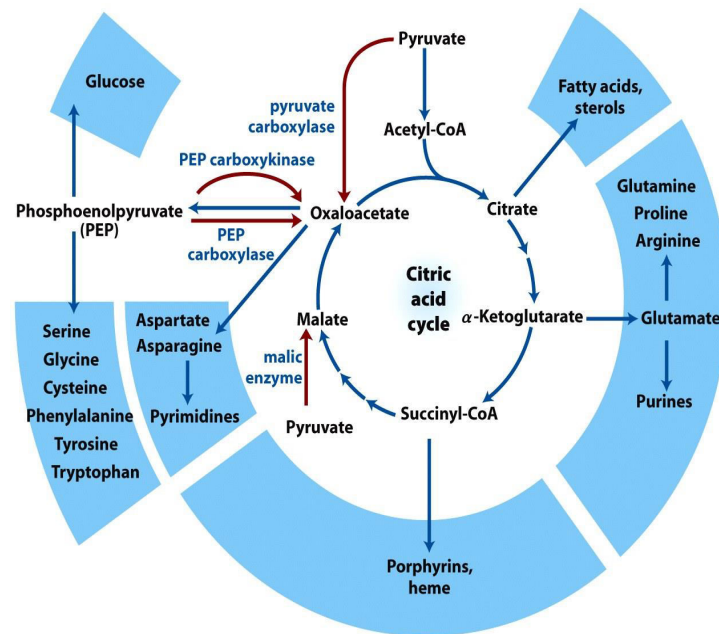 Pyruvate
Glucose
Fatty acids,
sterols
pyruvate
carboxylase
Acetyl-CoA
PEP carboxykinase
Phosphoenolpyruvate
(PEP)
Oxaloacetate
Citrate
PEP
carboxylase
Glutamine
Proline
Arginine
Citric
acid
cycle
Aspartate
Asparagine
Malate
α-Ketoglutarate
Glutamate
Serine
Glycine
Cysteine
Phenylalanine
Tyrosine
Tryptophan
malic
enzyme
Pyrimidines
Pyruvate
Succinyl-CoA
Purines
Porphyrins,
heme